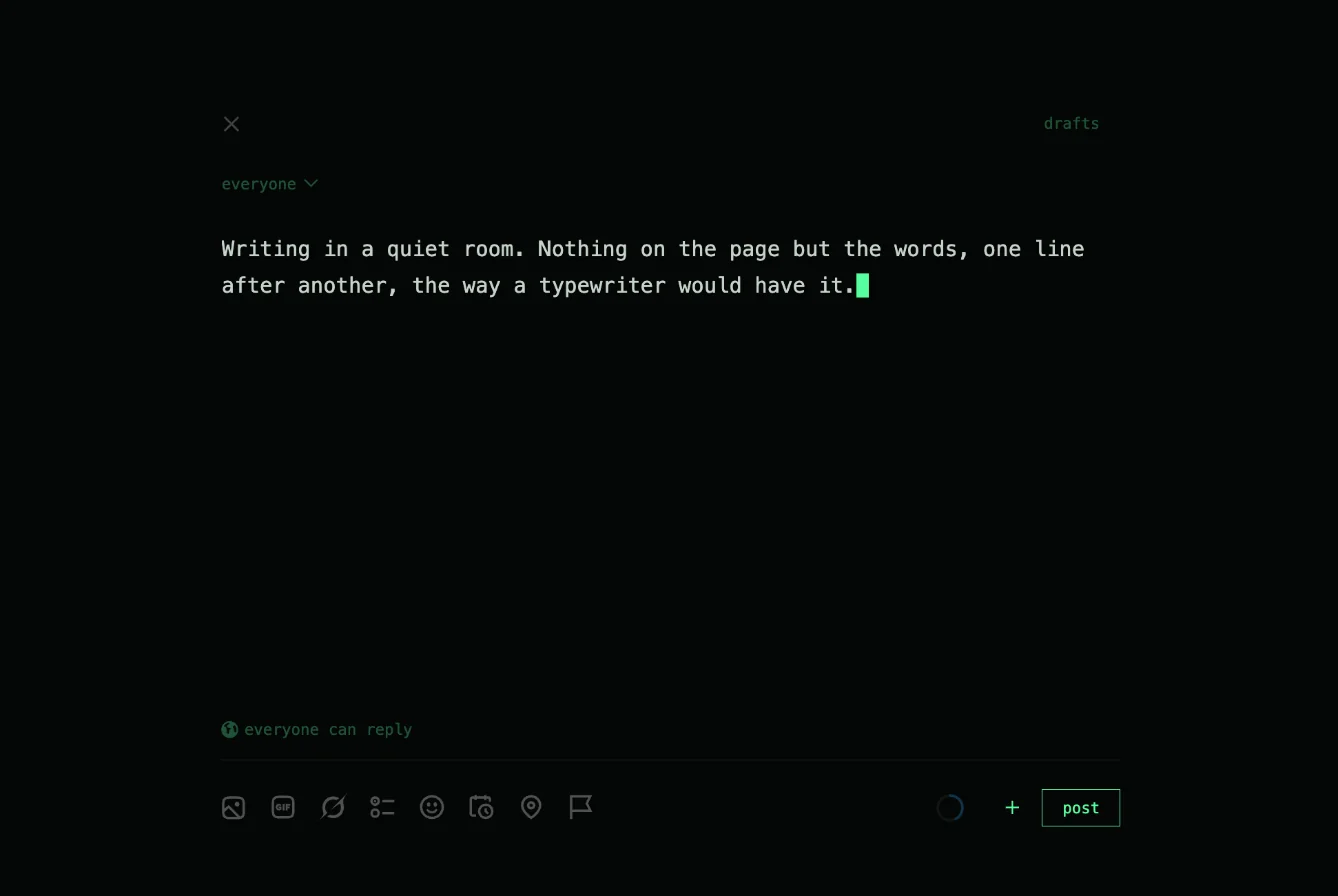 drafts
everyone
Writing in a quiet room. Nothing on the page but the words, one line
after another, the way a typewriter would have it.
everyone can reply
GIF
+ post